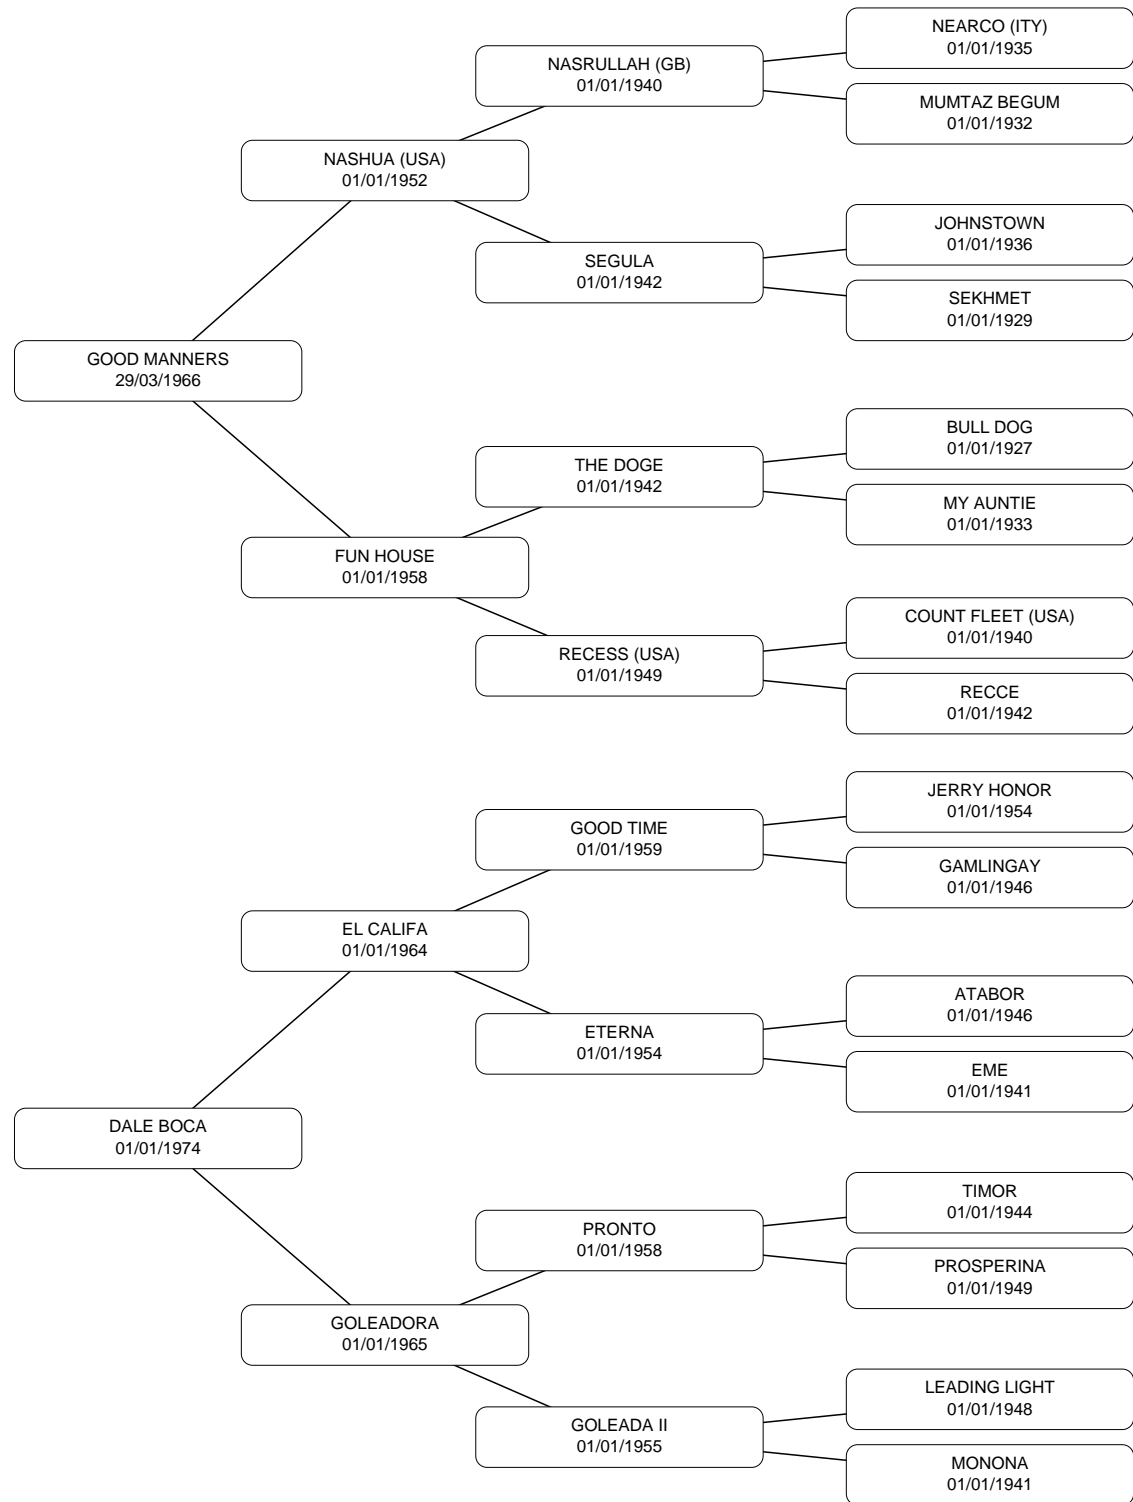 NEARCO (ITY)
01/01/1935
NASRULLAH (GB)
01/01/1940
MUMTAZ BEGUM
01/01/1932
NASHUA (USA)
01/01/1952
JOHNSTOWN
01/01/1936
SEGULA
01/01/1942
SEKHMET
01/01/1929
GOOD MANNERS
29/03/1966
BULL DOG
01/01/1927
THE DOGE
01/01/1942
MY AUNTIE
01/01/1933
FUN HOUSE
01/01/1958
COUNT FLEET (USA)
01/01/1940
RECESS (USA)
01/01/1949
RECCE
01/01/1942
JERRY HONOR
01/01/1954
GOOD TIME
01/01/1959
GAMLINGAY
01/01/1946
EL CALIFA
01/01/1964
ATABOR
01/01/1946
ETERNA
01/01/1954
EME
01/01/1941
DALE BOCA
01/01/1974
TIMOR
01/01/1944
PRONTO
01/01/1958
PROSPERINA
01/01/1949
GOLEADORA
01/01/1965
LEADING LIGHT
01/01/1948
GOLEADA II
01/01/1955
MONONA
01/01/1941